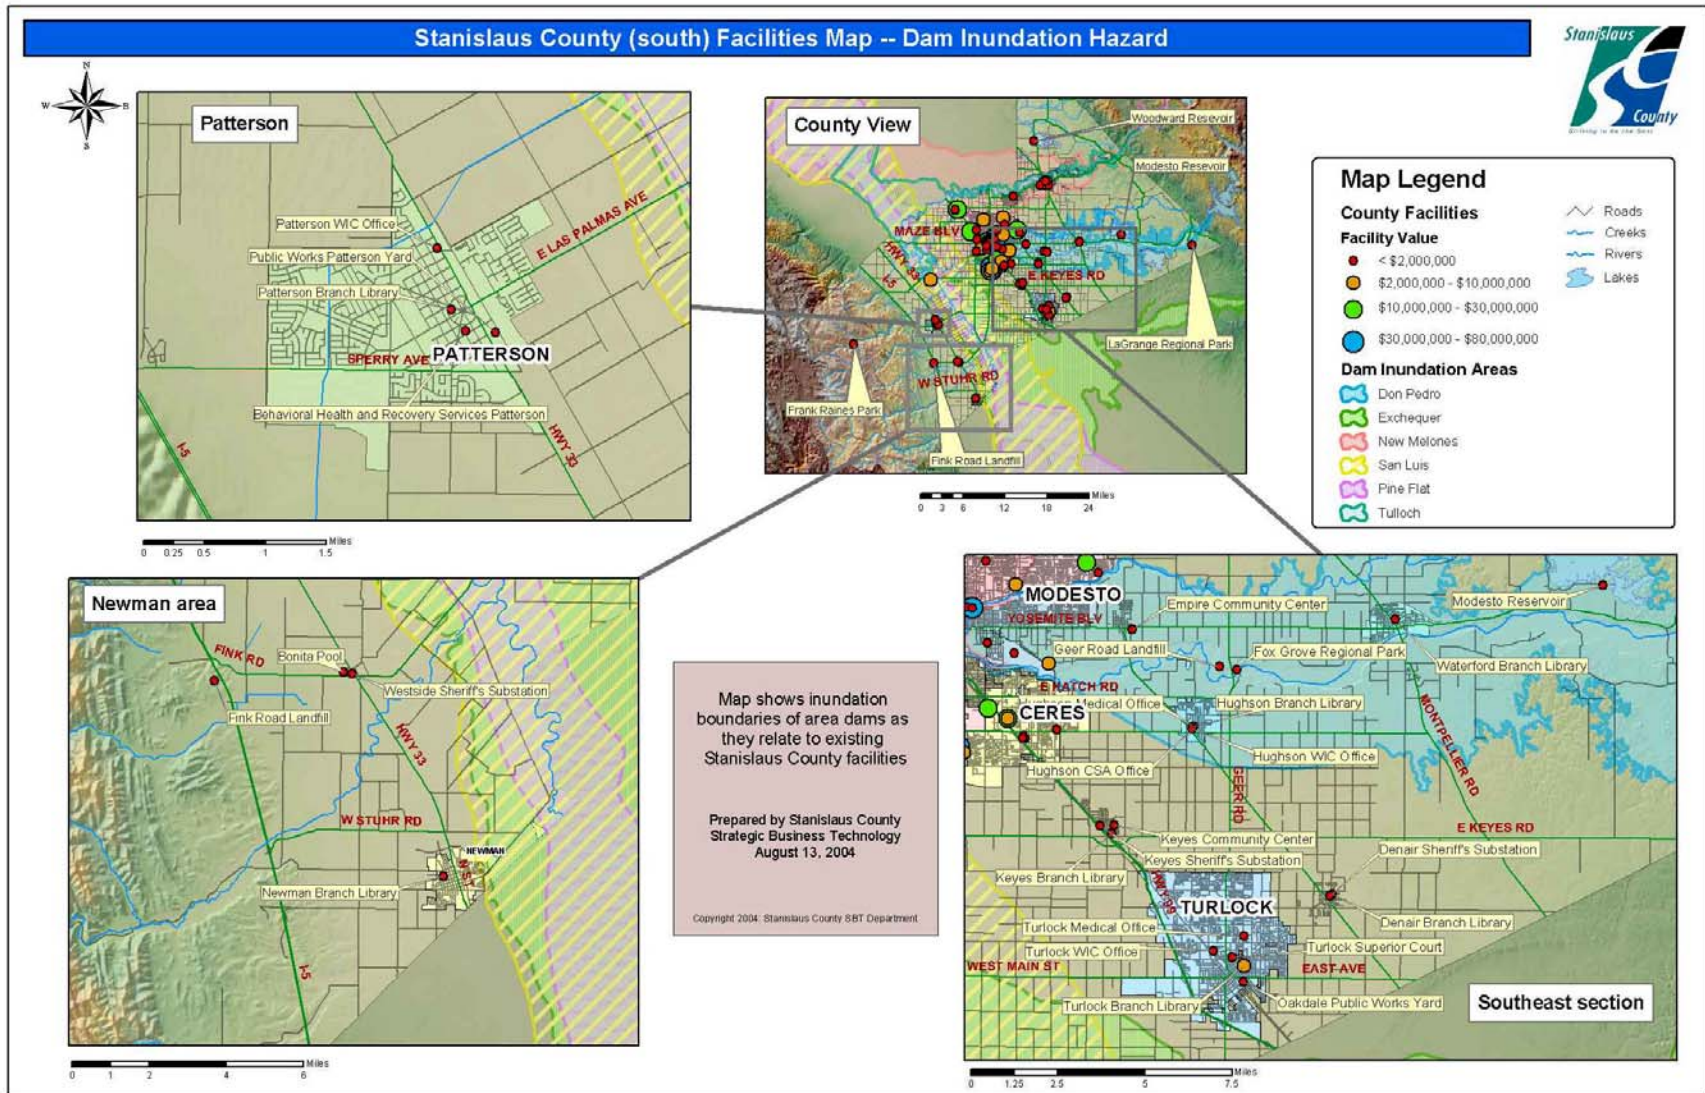 Stanislaus County (south) Facilities Map -- Dam Inundation Hazard
Stanislaus
County
Striving to be the Best
N
W
E
S
Patterson
Patterson WIC Office
Public Works Patterson Yard
Patterson Branch Library
E LAS PALMAS AVE
PATTERSON
SPERRY AVE
Behavioral Health and Recovery Services Patterson
I-5
HWY 33
Miles
0 0.25 0.5 1 1.5
County View
Woodward Resevoir
Modesto Resevoir
MAZE BLV
HWY 33
I-5
E KEYES RD
LaGrange Regional Park
W STUHR RD
Frank Raines Park
Fink Road Landfill
Miles
0 3 6 12 18 24
Map Legend
County Facilities
Facility Value
< $2,000,000
$2,000,000 - $10,000,000
$10,000,000 - $30,000,000
$30,000,000 - $80,000,000
Roads
Creeks
Rivers
Lakes
Dam Inundation Areas
Don Pedro
Exchequer
New Melones
San Luis
Pine Flat
Tulloch
Newman area
FINK RD
Bonita Pool
Westside Sheriff's Substation
Fink Road Landfill
HWY 33
W STUHR RD
NEWMAN
N ST
Newman Branch Library
I-5
Miles
0 1 2 4 6
Map shows inundation
boundaries of area dams as
they relate to existing
Stanislaus County facilities
Prepared by Stanislaus County
Strategic Business Technology
August 13, 2004
Copyright 2004: Stanislaus County SBT Department
MODESTO
Empire Community Center
Modesto Reservoir
YOSEMITE BLV
Geer Road Landfill
Fox Grove Regional Park
Waterford Branch Library
E HATCH RD
Hughson Medical Office
Hughson Branch Library
CERES
MONTPELLIER RD
Hughson WIC Office
Hughson CSA Office
GEER RD
E KEYES RD
Keyes Community Center
Denair Sheriff's Substation
Keyes Sheriff's Substation
Keyes Branch Library
HWY 99
TURLOCK
Denair Branch Library
Turlock Medical Office
Turlock Superior Court
Turlock WIC Office
WEST MAIN ST
EAST AVE
Turlock Branch Library
Oakdale Public Works Yard
Southeast section
Miles
0 1.25 2.5 5 7.5